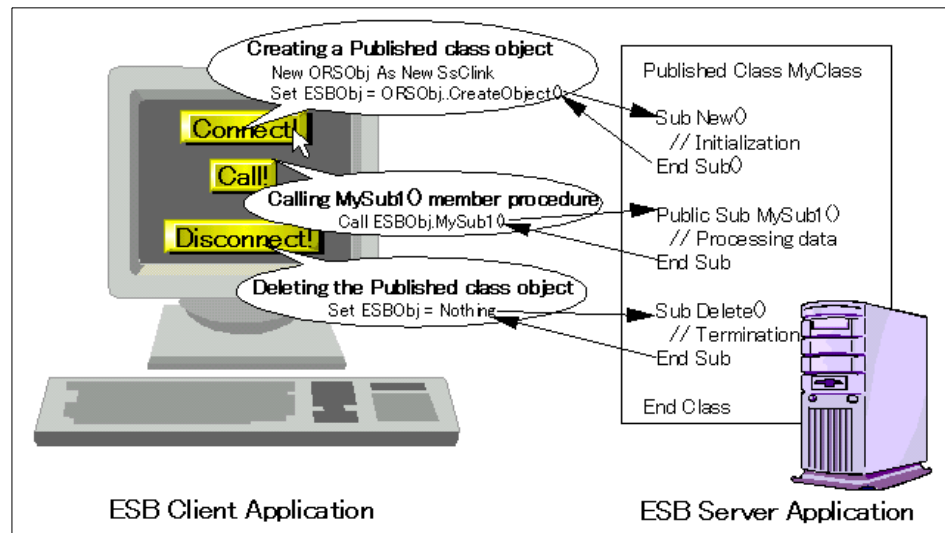 Creating a Published class object
New ORSObj As New SsClink
Set ESBObj = ORSObj.CreateObject()
Connect!
Call!
Calling MySub1() member procedure
Call ESBObj.MySub1()
Disconnect!
Deleting the Published class object
Set ESBObj = Nothing
Published Class MyClass
Sub New()
// Initialization
End Sub()
Public Sub MySub1()
// Processing data
End Sub
Sub Delete()
// Termination
End Sub
End Class
ESB Client Application
ESB Server Application